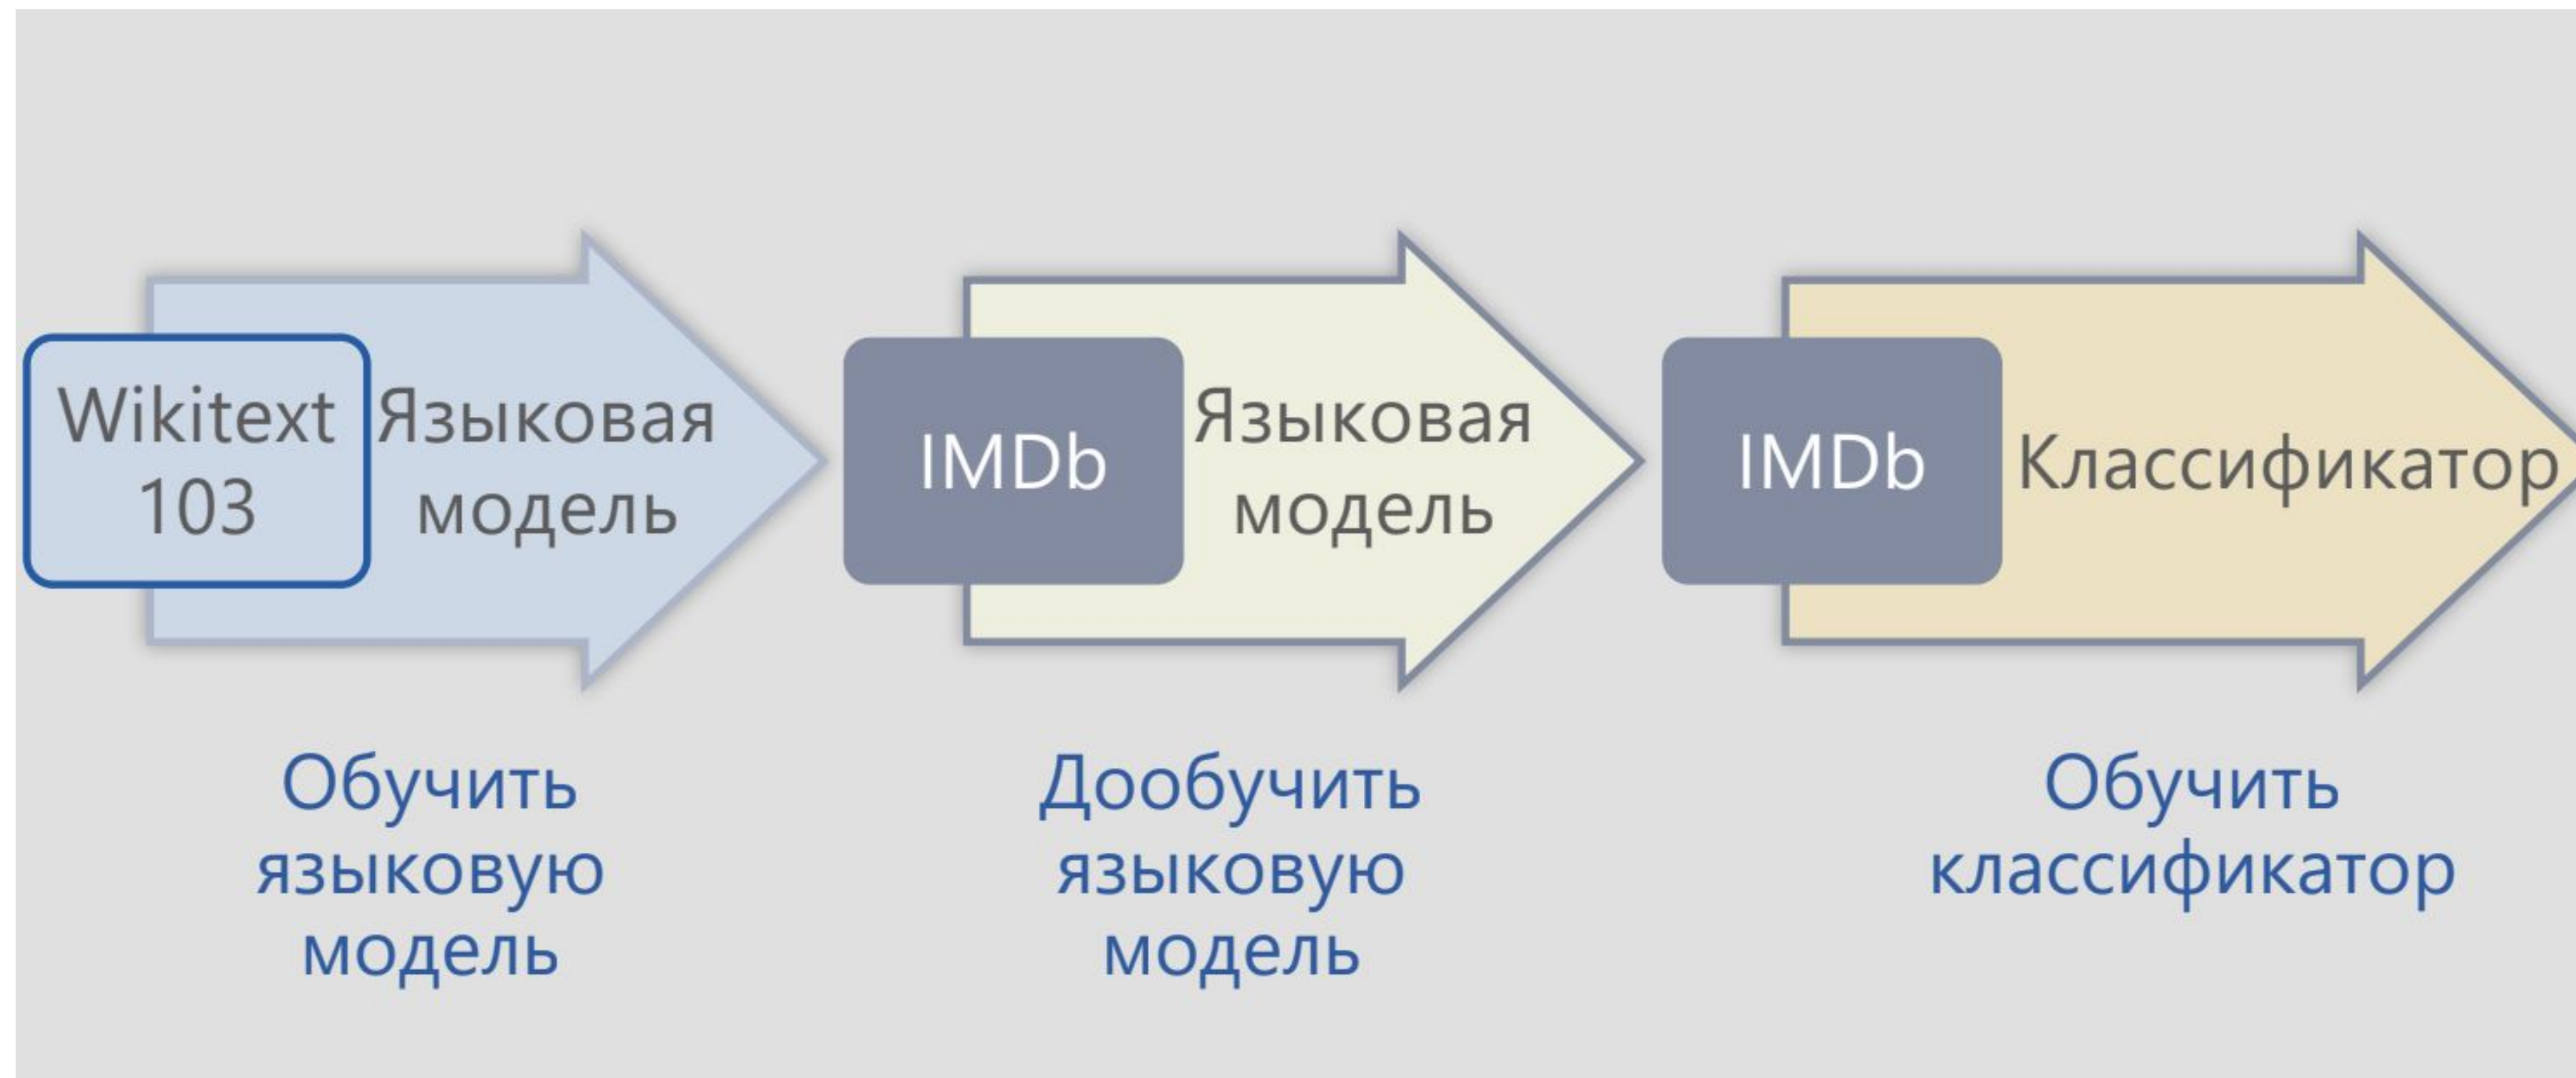 Wikitext
103
Языковая
модель
IMDb
Языковая
модель
IMDb
Классификатор
Обучить
языковую
модель
Дообучить
языковую
модель
Обучить
классификатор